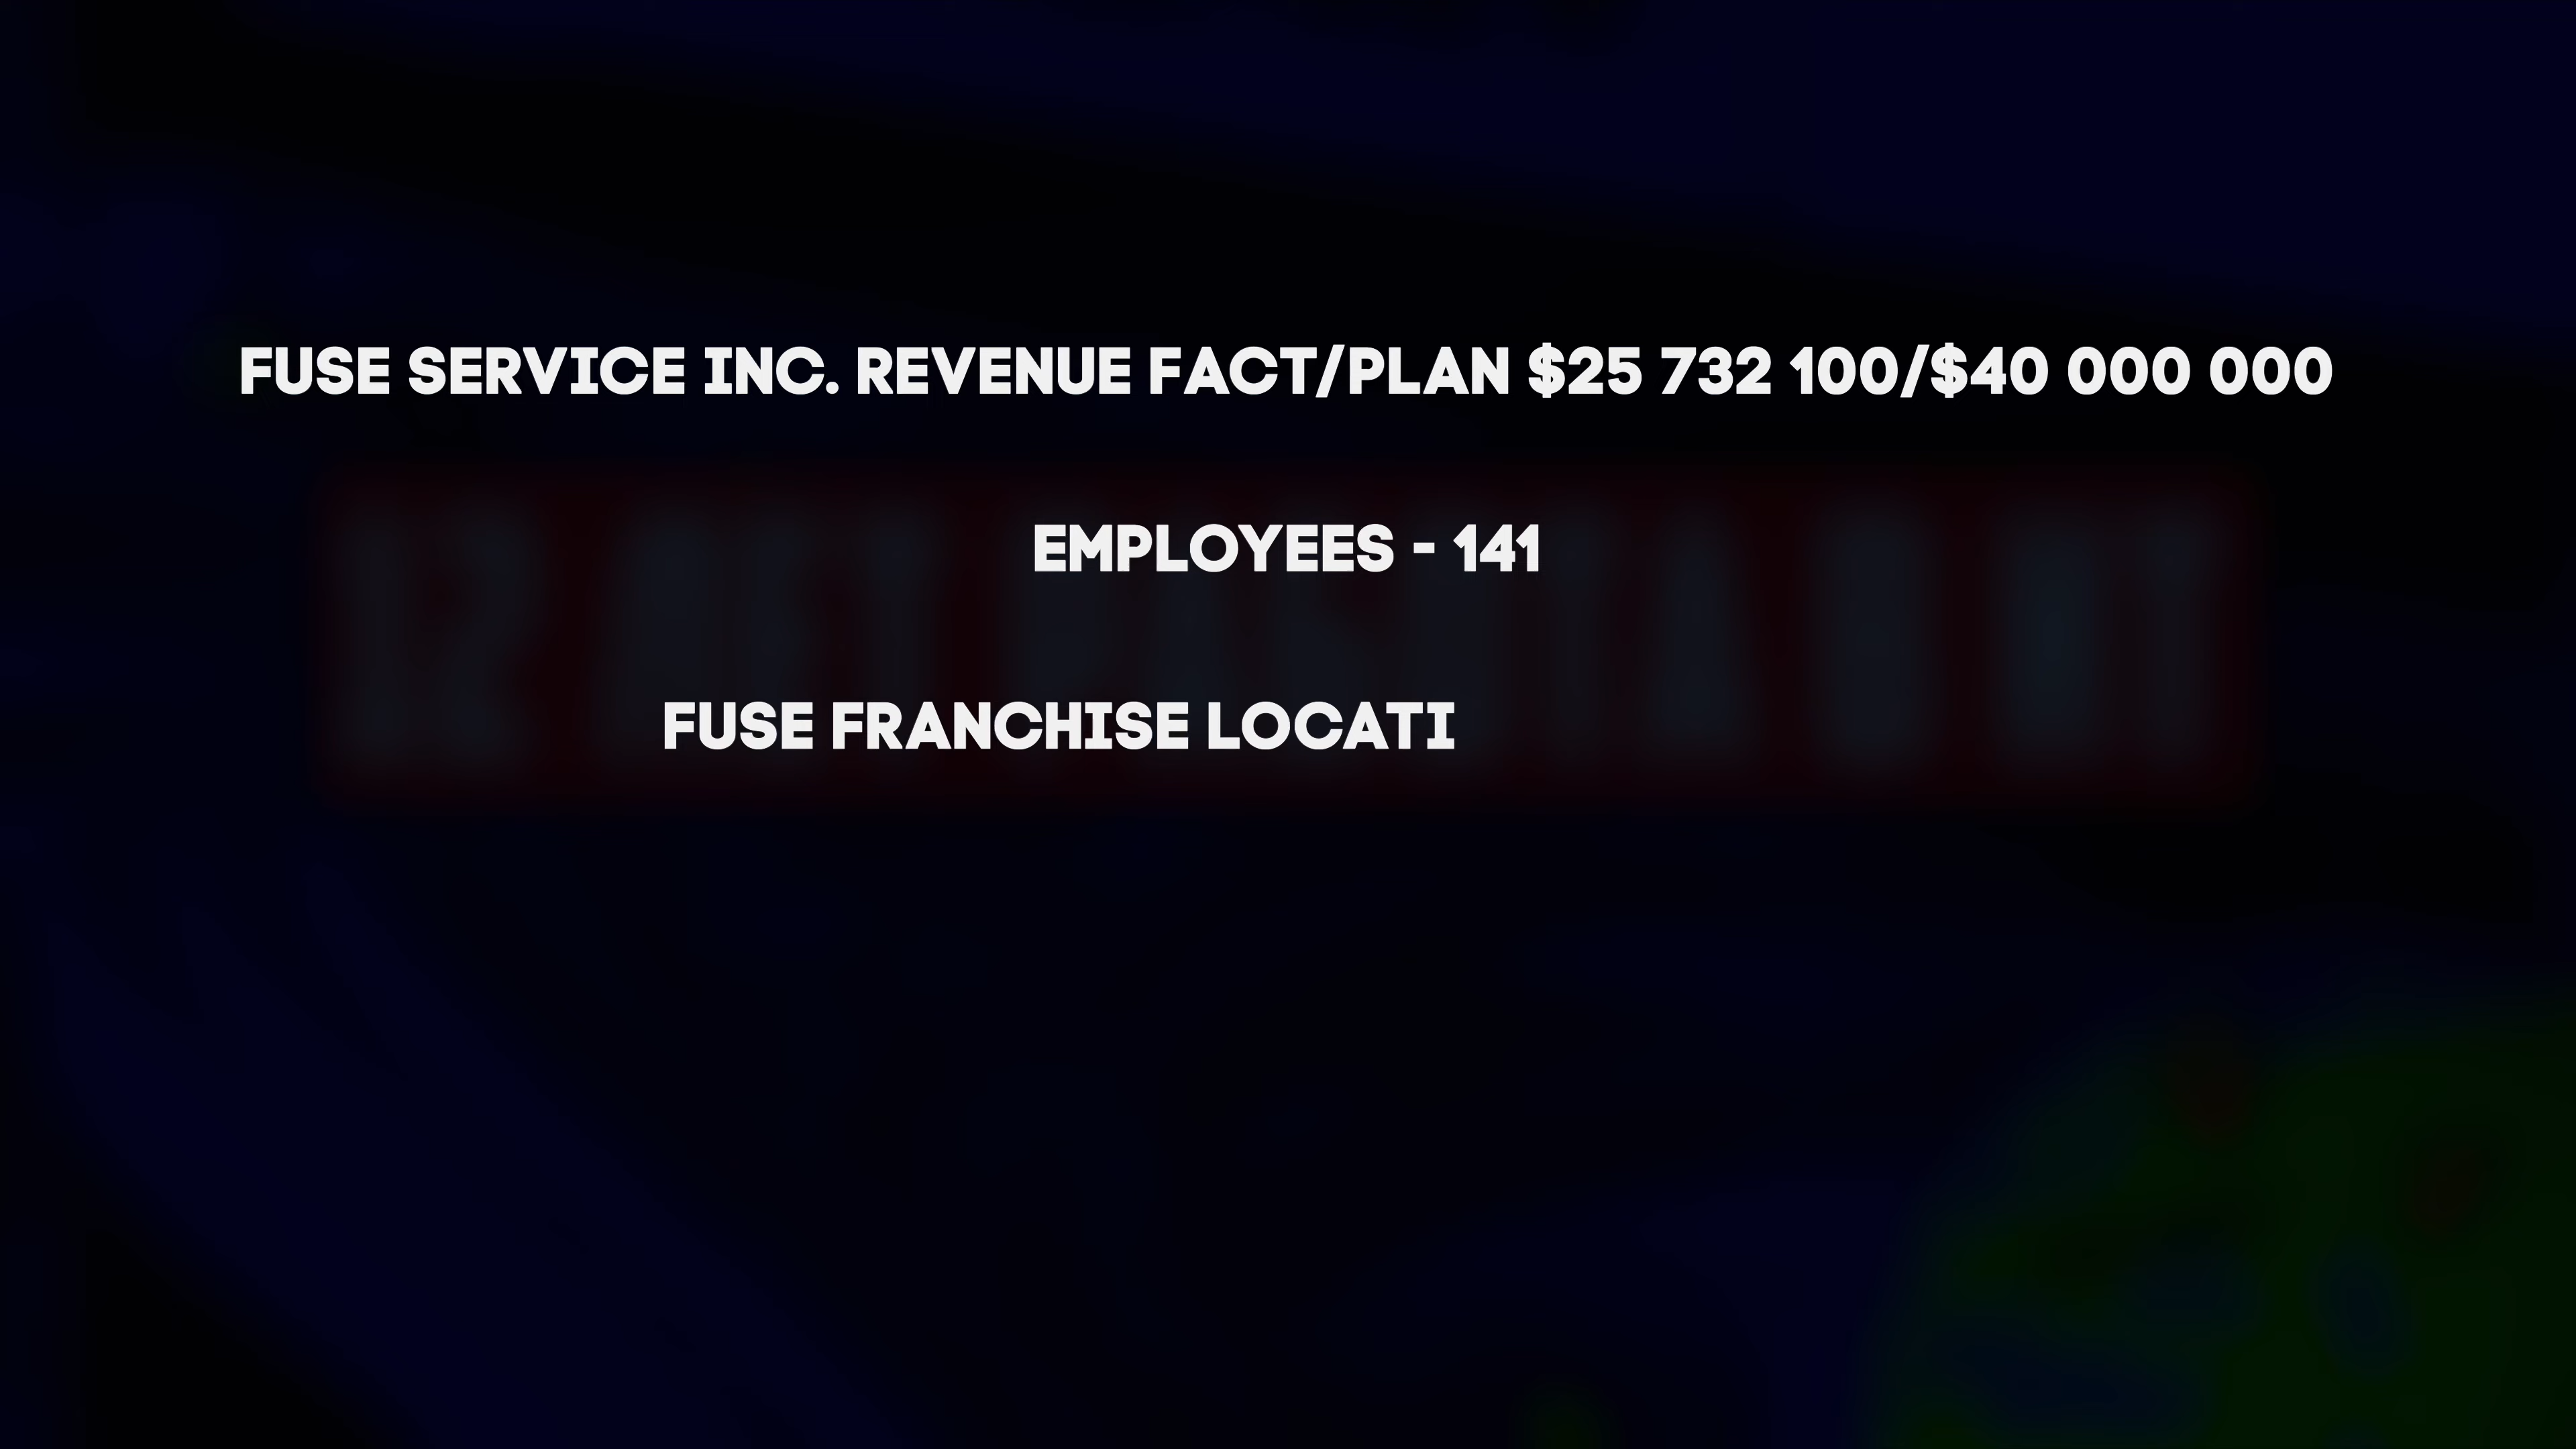 FUSE SERVICE INC. REVENUE FACT/PLAN $25 732 100/$40 000 000
EMPLOYEES - 141
FUSE FRANCHISE LOCATI